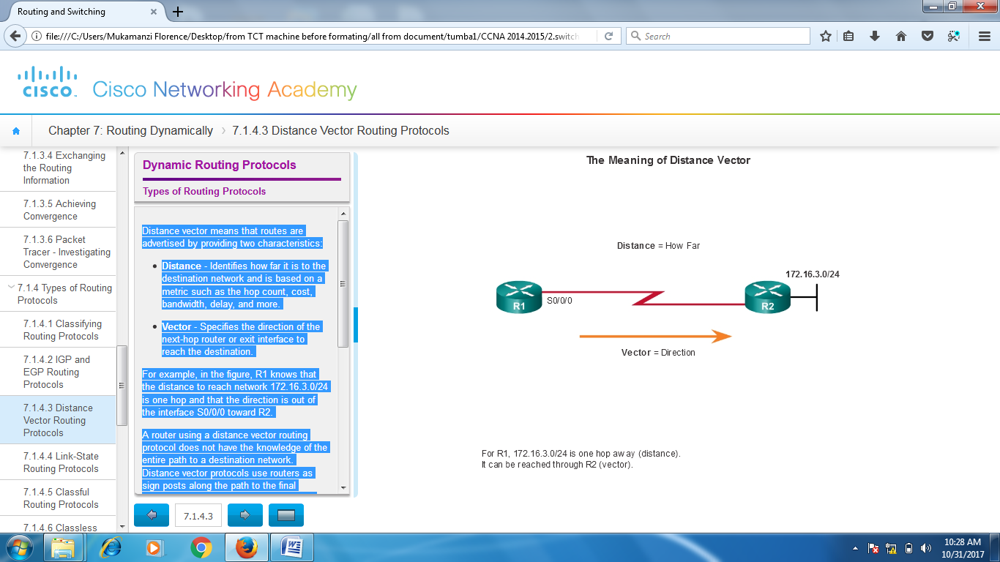 Routing and Switching
file:///C:/Users/Mukamanzi Florence/Desktop/from TCT machine before formating/all from document/tumba1/CCNA 2014.2015/2.switch
Search
CISCO.
Cisco Networking Academy
Chapter 7: Routing Dynamically
7.1.4.3 Distance Vector Routing Protocols
7.1.3.4 Exchanging
the Routing
Information
7.1.3.5 Achieving
Convergence
7.1.3.6 Packet
Tracer - Investigating
Convergence
7.1.4 Types of Routing
Protocols
7.1.4.1 Classifying
Routing Protocols
7.1.4.2 IGP and
EGP Routing
Protocols
7.1.4.3 Distance
Vector Routing
Protocols
7.1.4.4 Link-State
Routing Protocols
7.1.4.5 Classful
Routing Protocols
7.1.4.6 Classless
Dynamic Routing Protocols
Types of Routing Protocols
Distance vector means that routes are
advertised by providing two characteristics:
• Distance - Identifies how far it is to the
destination network and is based on a
metric such as the hop count, cost,
bandwidth, delay, and more.
• Vector - Specifies the direction of the
next-hop router or exit interface to
reach the destination.
For example, in the figure, R1 knows that
the distance to reach network 172.16.3.0/24
is one hop and that the direction is out of
the interface S0/0/0 toward R2.
A router using a distance vector routing
protocol does not have the knowledge of the
entire path to a destination network.
Distance vector protocols use routers as
sign posts along the path to the final
7.1.4.3
The Meaning of Distance Vector
Distance = How Far
172.16.3.0/24
R1
S0/0/0
R2
Vector = Direction
For R1, 172.16.3.0/24 is one hop away (distance).
It can be reached through R2 (vector).
10:28 AM
10/31/2017